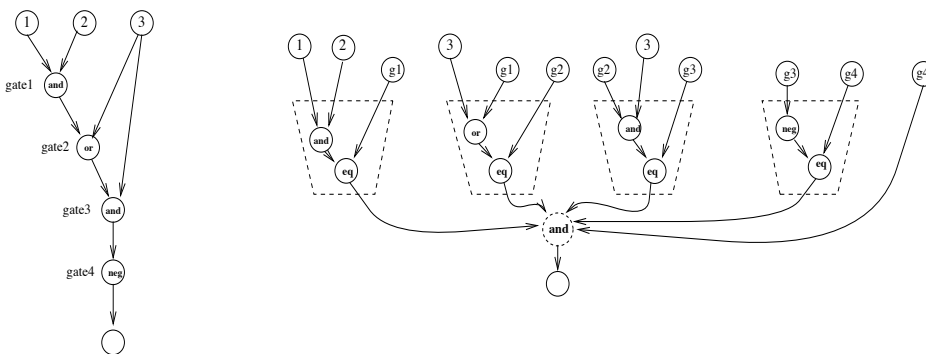 1 2 3
gate1 and
gate2 or
gate3 and
gate4 neg
1 2 g1
and
eq
3 g1 g2
or
eq
g2 3 g3
and
eq
g3 g4
neg
eq
g4
and